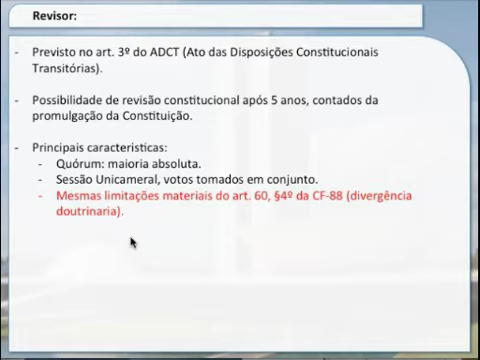 Revisor:
- Previsto no art. 3º do ADCT (Ato das Disposições Constitucionais
Transitórias).
- Possibilidade de revisão constitucional após 5 anos, contados da
promulgação da Constituição.
- Principais caracteristicas:
- Quórum: maioria absoluta.
- Sessão Unicameral, votos tomados em conjunto.
- Mesmas limitações materiais do art. 60, §4º da CF-88 (divergência
doutrinaria).